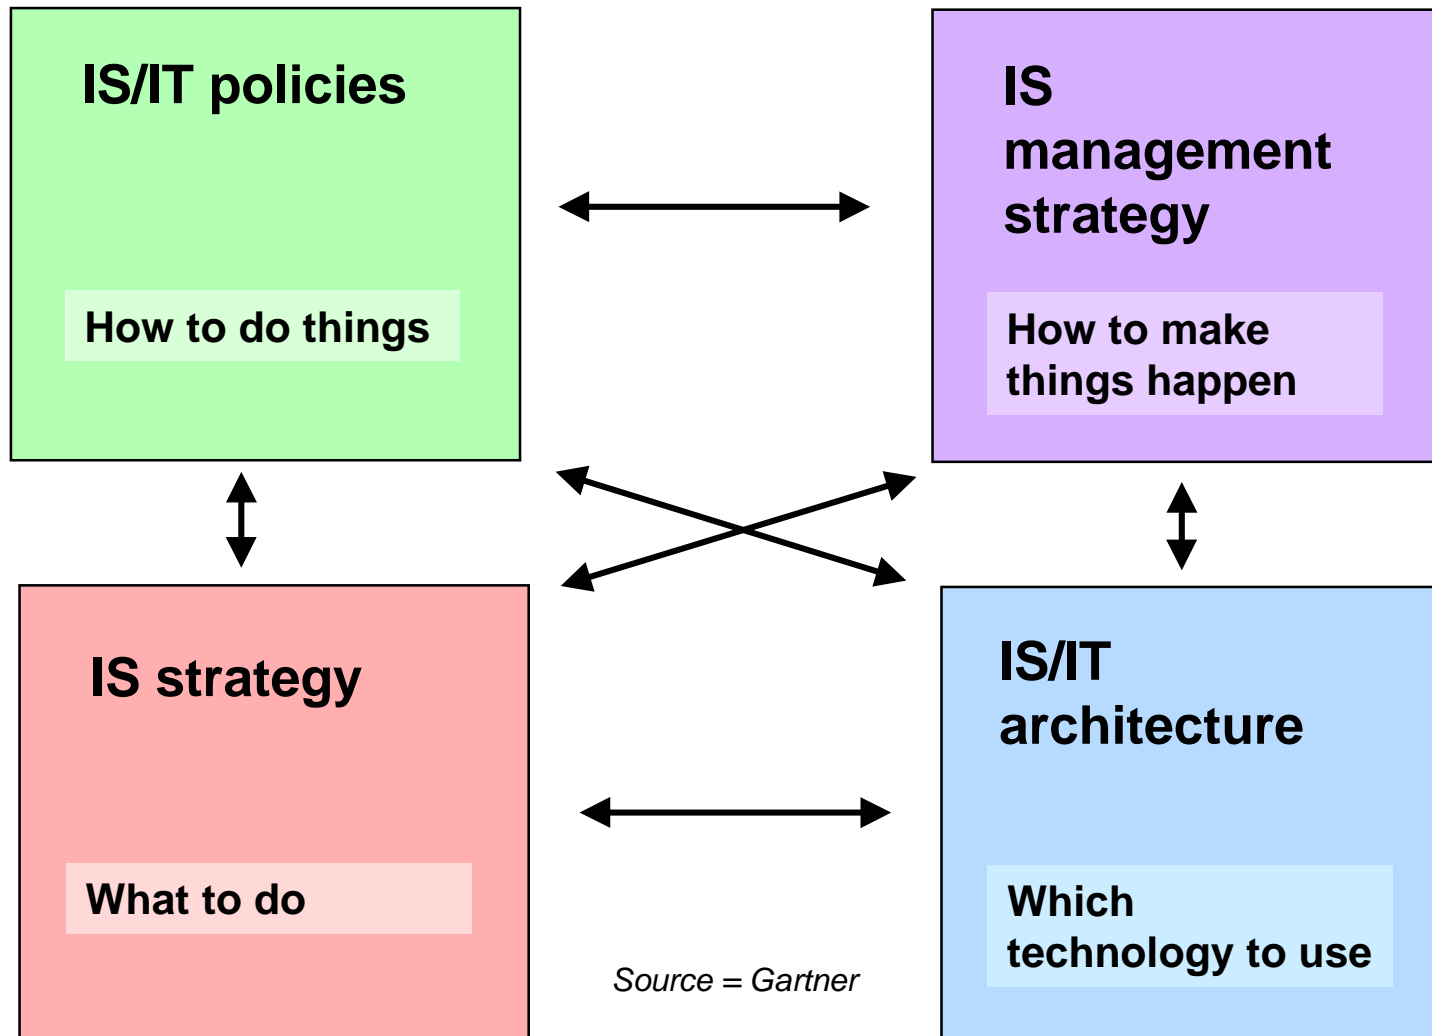 IS/IT policies
How to do things
IS
management
strategy
How to make
things happen
IS strategy
What to do
IS/IT
architecture
Which
technology to use
Source = Gartner